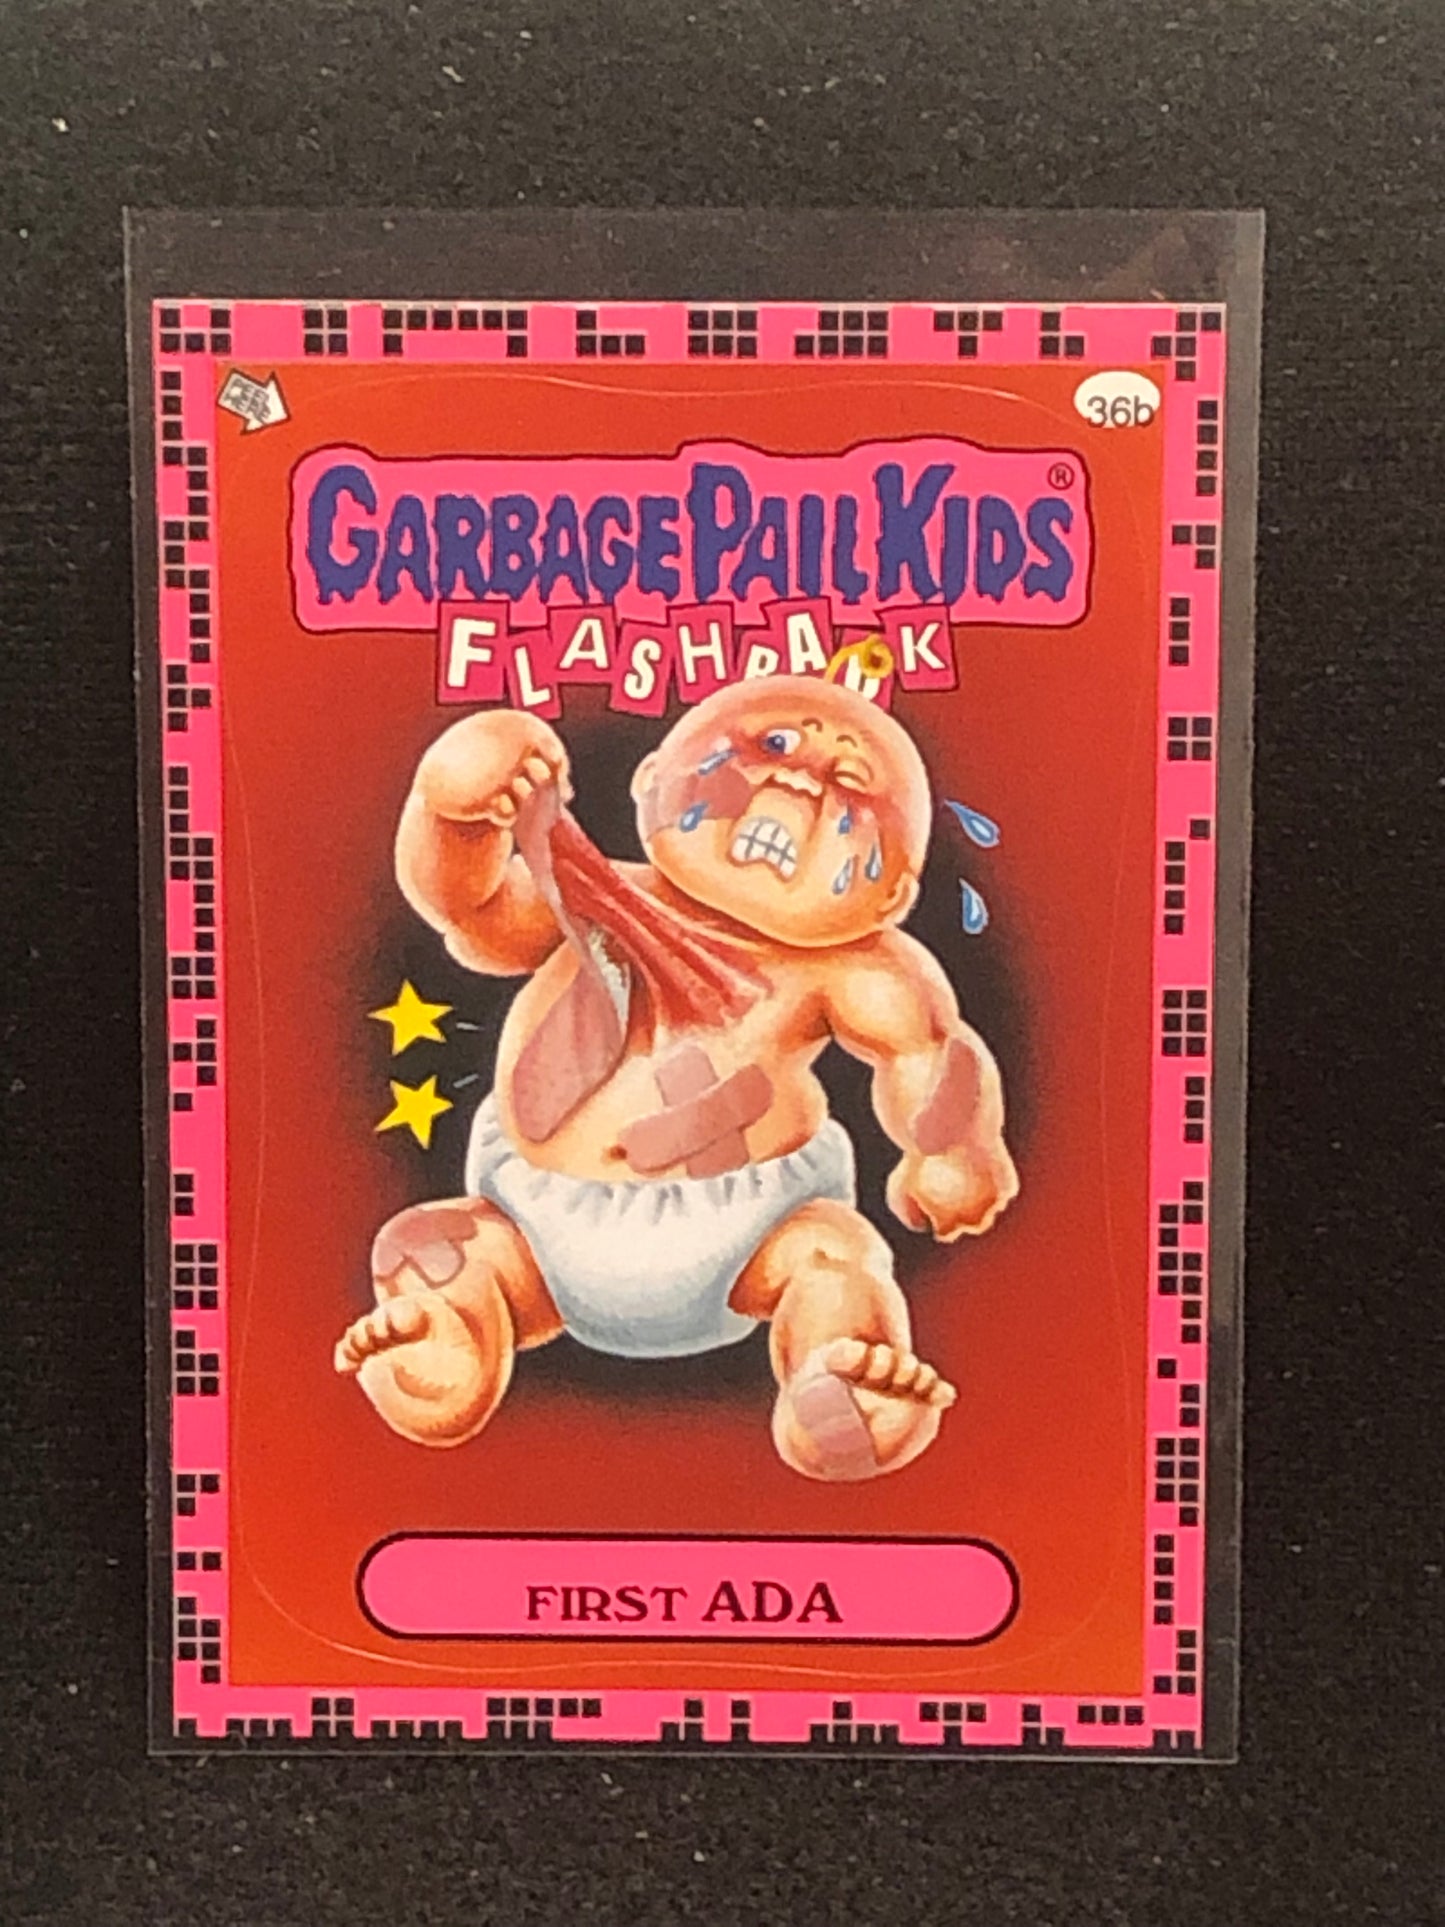 36b
GARBAGE PAIL KIDS®
FLASHBACK
FIRST ADA